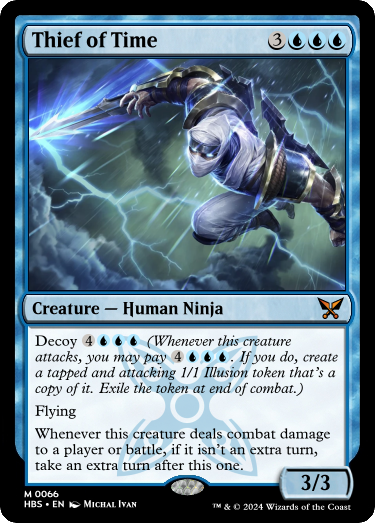 Thief of Time 3
Creature — Human Ninja
Decoy 4 (Whenever this creature
attacks, you may pay 4. If you do, create
a tapped and attacking 1/1 Illusion token that's a
copy of it. Exile the token at end of combat.)
Flying
Whenever this creature deals combat damage
to a player or battle, if it isn't an extra turn,
take an extra turn after this one.
3/3
M 0066
HBS • EN Michal Ivan
™ & © 2024 Wizards of the Coast